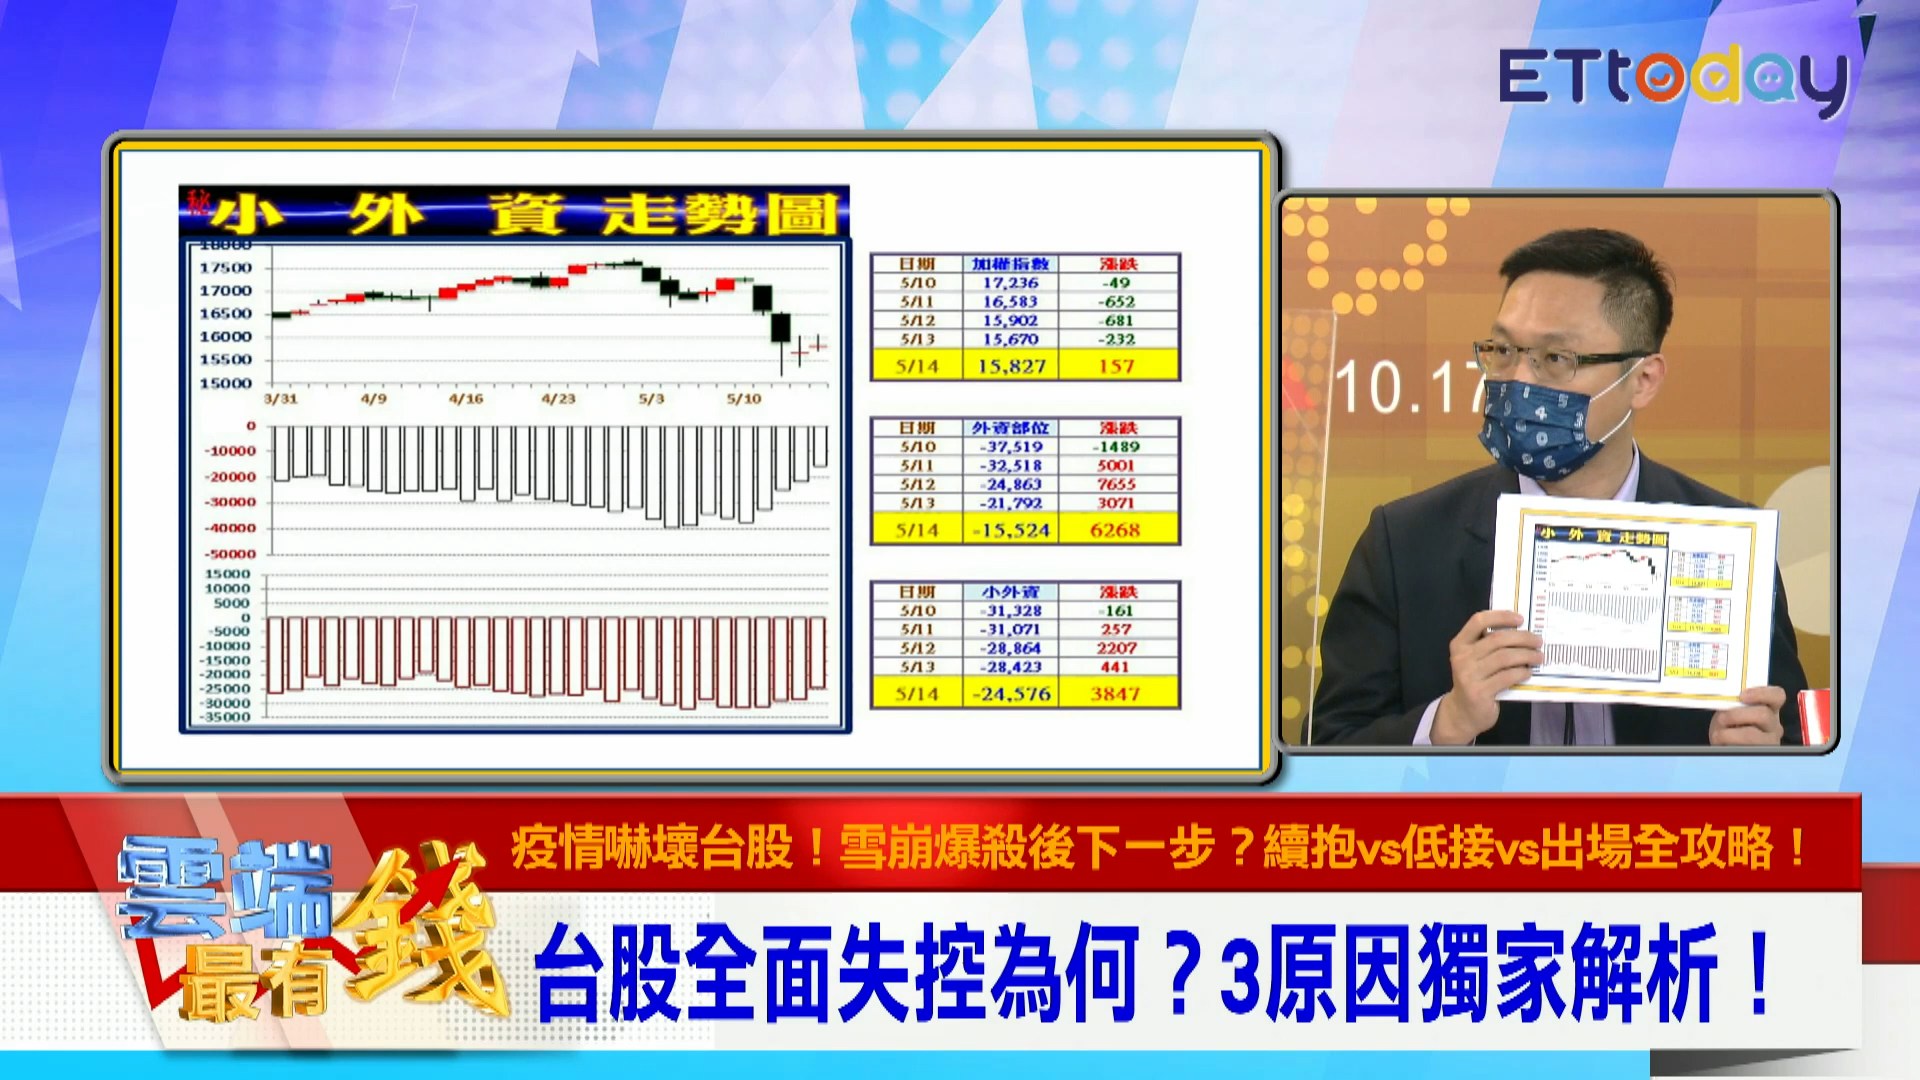 ETtoday
秘 小 外 資 走勢圖
18000
17500
17000
16500
16000
15500
15000
3/31 4/9 4/16 4/23 5/3 5/10
0
-10000
-20000
-30000
-40000
-50000
15000
10000
5000
0
-5000
-10000
-15000
-20000
-25000
-30000
-35000
日期 加權指數 漲跌
5/10 17,236 -49
5/11 16,583 -652
5/12 15,902 -681
5/13 15,670 -232
5/14 15,827 157
日期 外資部位 漲跌
5/10 -37,519 -1489
5/11 -32,518 5001
5/12 -24,863 7655
5/13 -21,792 3071
5/14 -15,524 6268
日期 小外資 漲跌
5/10 -31,328 -161
5/11 -31,071 257
5/12 -28,864 2207
5/13 -28,423 441
5/14 -24,576 3847
10.17
小 外 資 走勢圖
雲端
最有錢
疫情嚇壞台股！雪崩爆殺後下一步？續抱vs低接vs出場全攻略！
台股全面失控為何？3原因獨家解析！